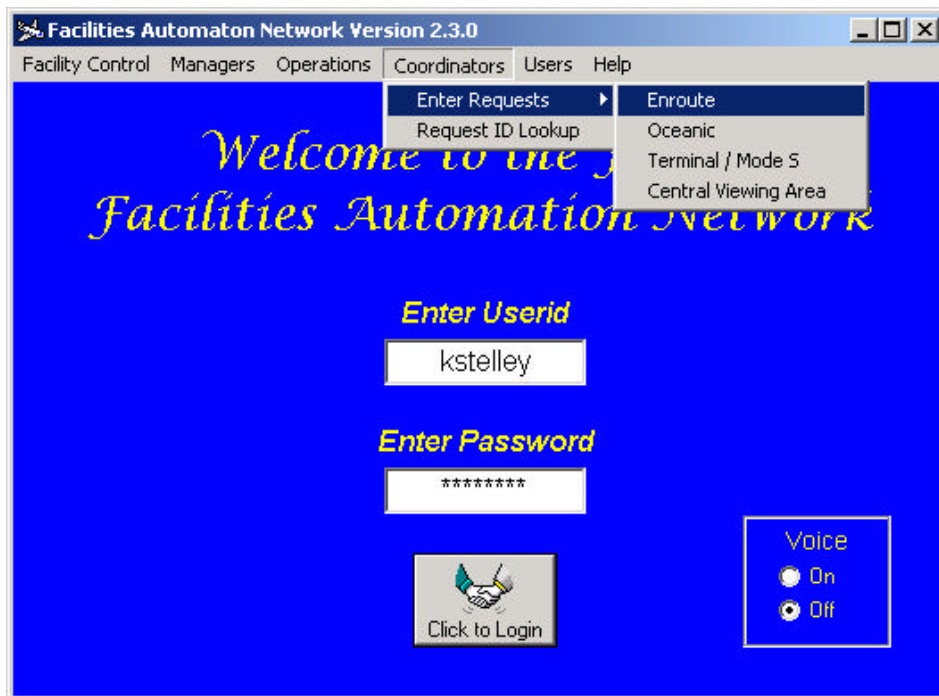 Facilities Automaton Network Version 2.3.0
Facility Control Managers Operations Coordinators Users Help
Enter Requests
Request ID Lookup
Enroute
Oceanic
Terminal / Mode S
Central Viewing Area
Welcome to the
Facilities Automation Network
Enter Userid
kstelley
Enter Password
********
Click to Login
Voice
On
Off